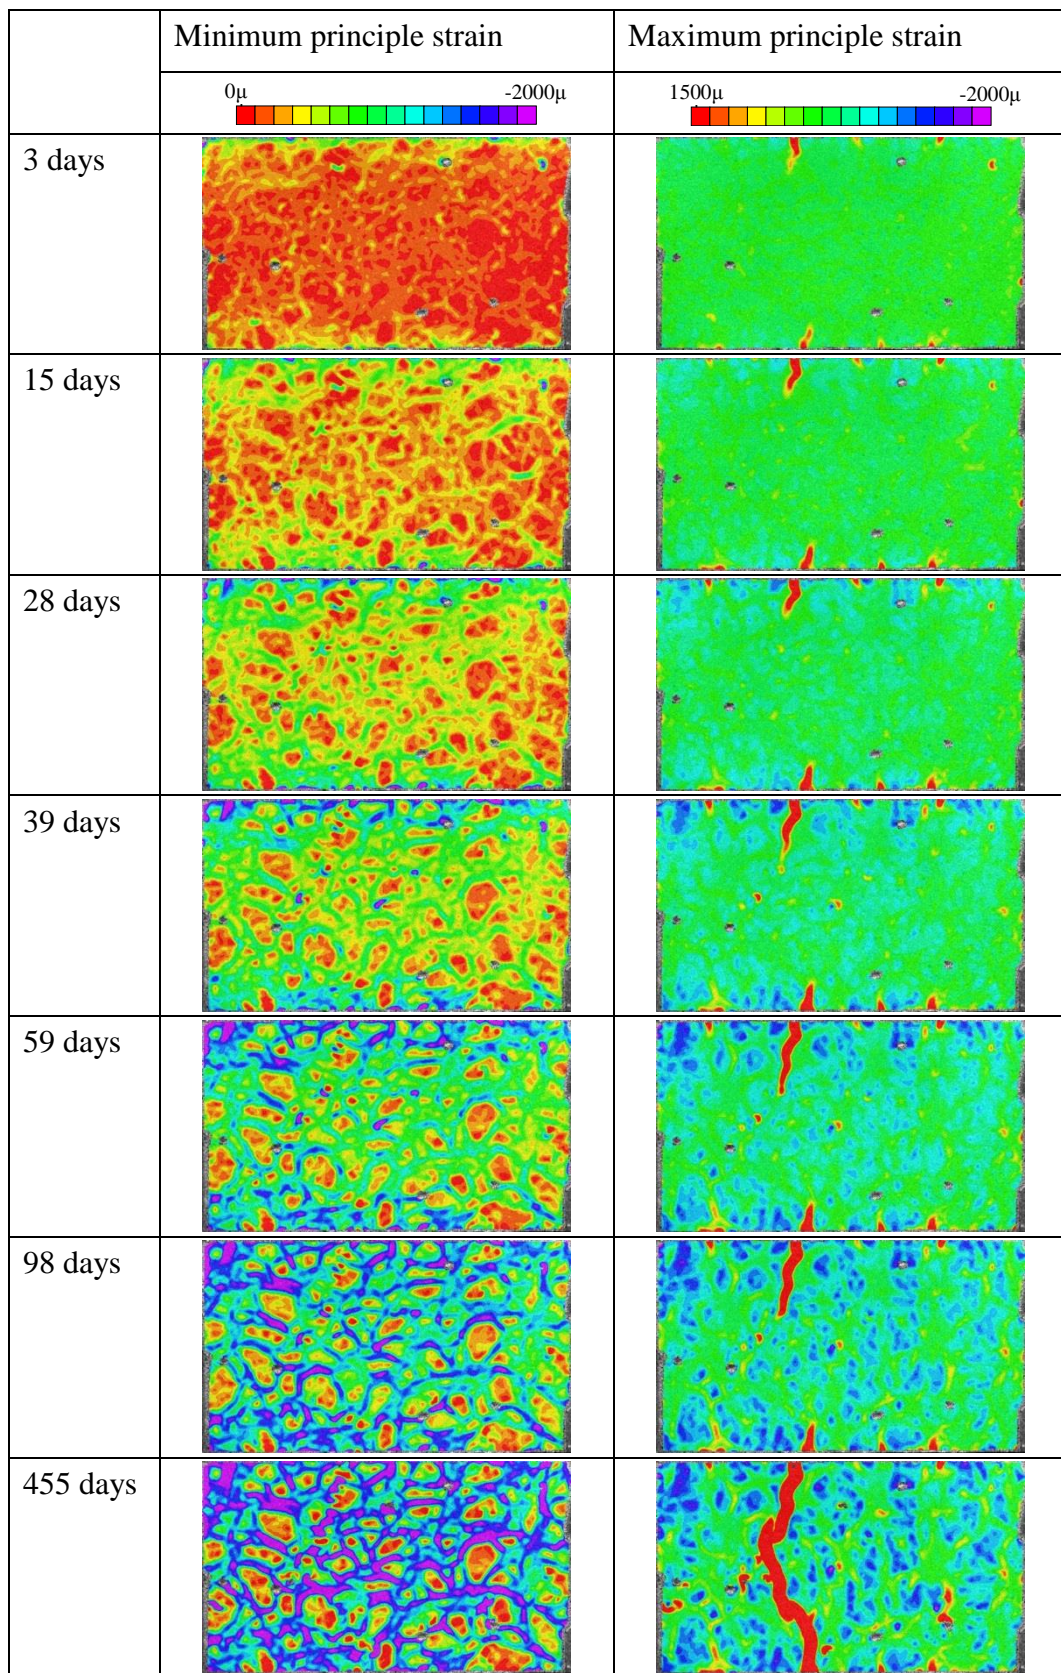 Minimum principle strain
Maximum principle strain
0μ
-2000μ
1500μ
-2000μ
3 days
15 days
28 days
39 days
59 days
98 days
455 days